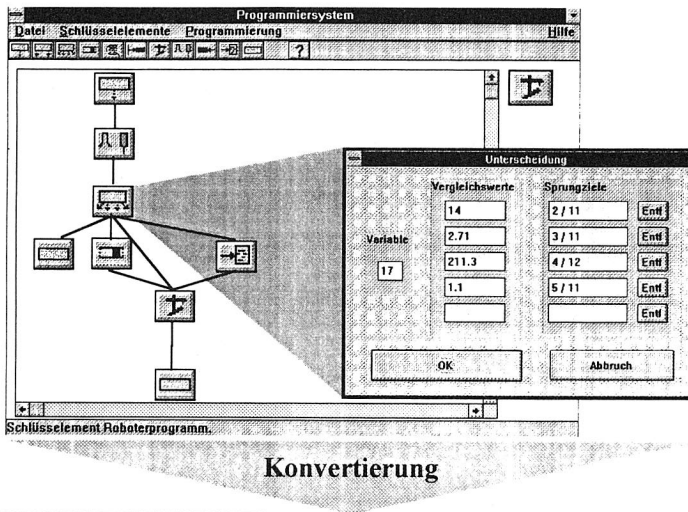 Programmiersystem
Datei Schlüsselelemente Programmierung Hilfe
?
Unterscheidung
Vergleichswerte Sprungziele
Variable
17
14 2 / 11 Entf
2.71 3 / 11 Entf
211.3 4 / 12 Entf
1.1 5 / 11 Entf
Entf
OK Abbruch
Schlüsselelement Roboterprogramm.
Konvertierung